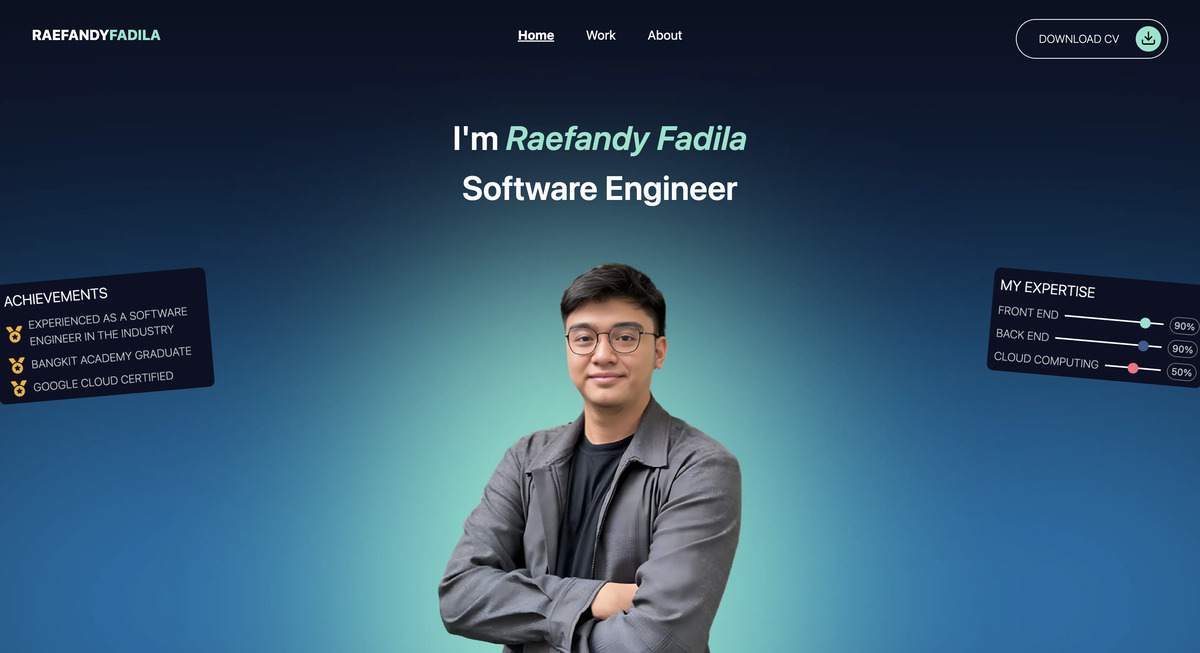 RAEFANDYFADILA
Home
Work
About
DOWNLOAD CV
I'm Raefandy Fadila
Software Engineer
ACHIEVEMENTS
EXPERIENCED AS A SOFTWARE
ENGINEER IN THE INDUSTRY
BANGKIT ACADEMY GRADUATE
GOOGLE CLOUD CERTIFIED
MY EXPERTISE
FRONT END 90%
BACK END 90%
CLOUD COMPUTING 50%